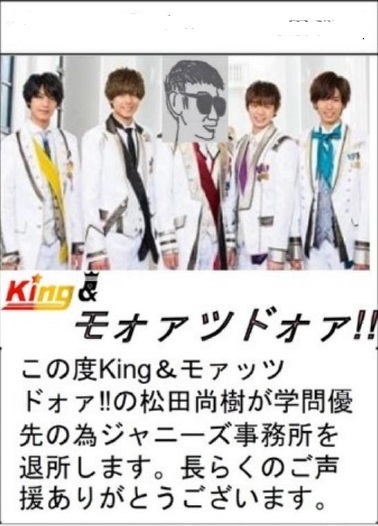 King &
モォァツドォァ!!
この度King＆モァッツ
ドォァ!!の松田尚樹が学問優
先の為ジャニーズ事務所を
退所します。長らくのご声
援ありがとうございます。